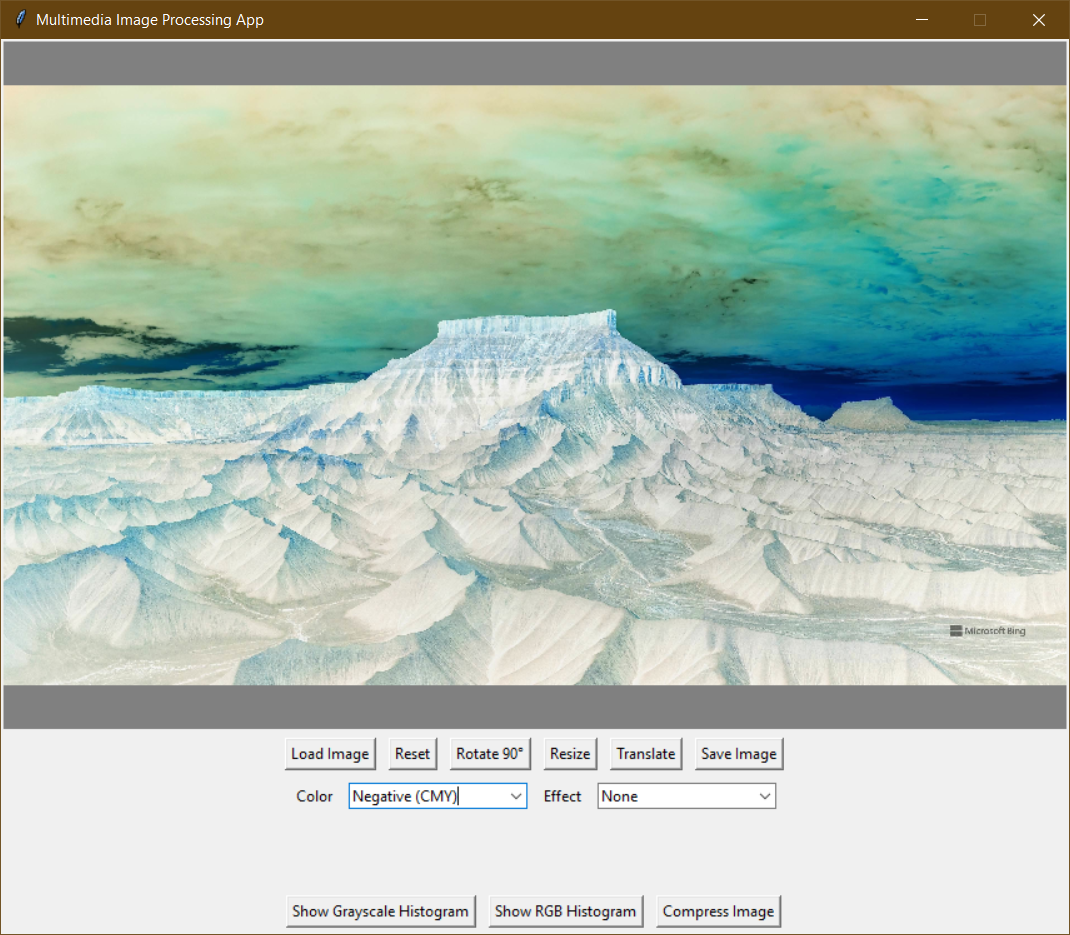 Multimedia Image Processing App
Microsoft Bing
Load Image Reset Rotate 90° Resize Translate Save Image
Color Negative (CMY) Effect None
Show Grayscale Histogram Show RGB Histogram Compress Image